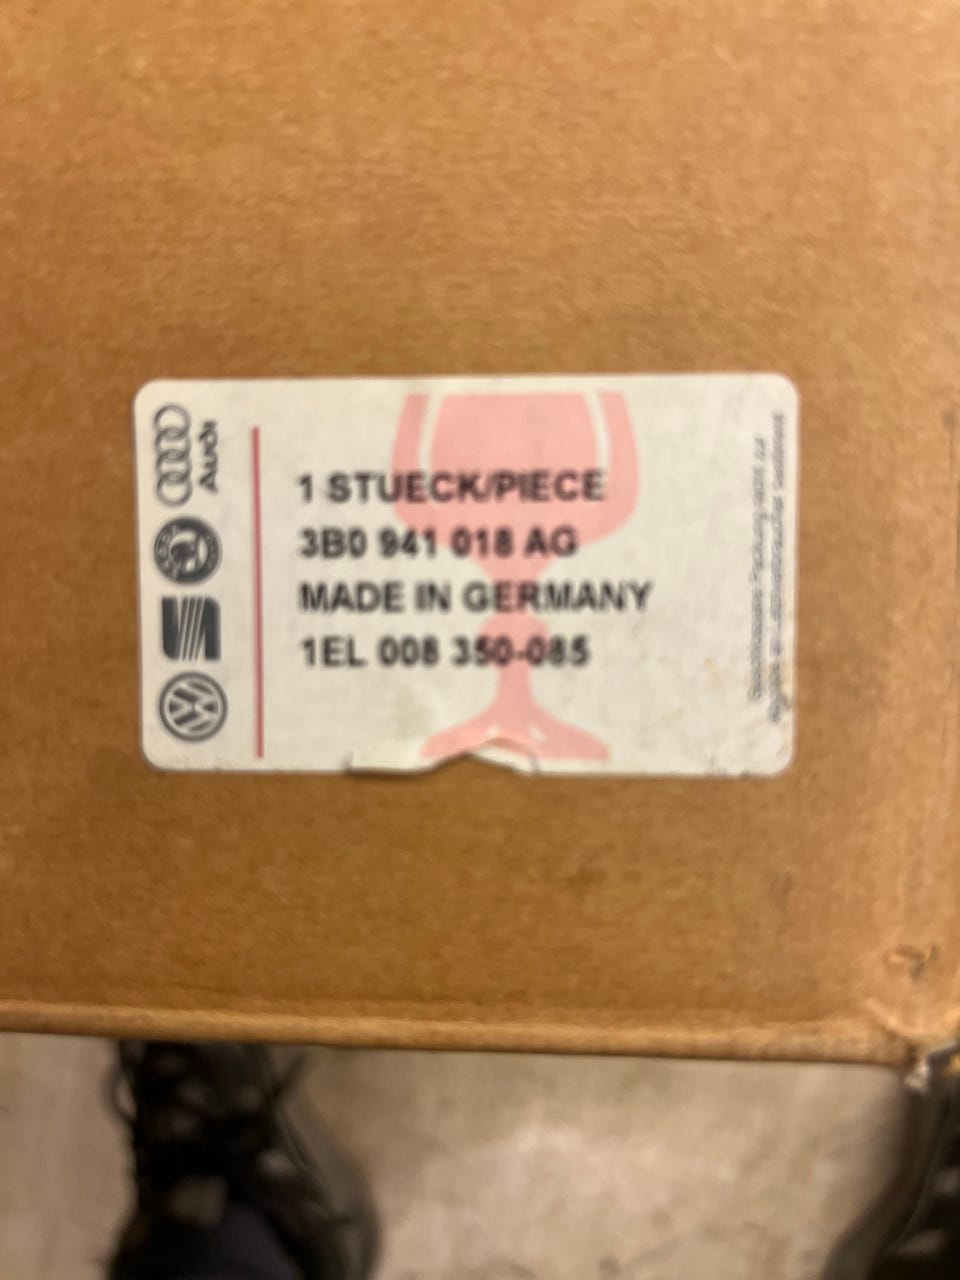 1 STUECK/PIECE
3B0 941 018 AG
MADE IN GERMANY
1EL 008 350-085
Audi